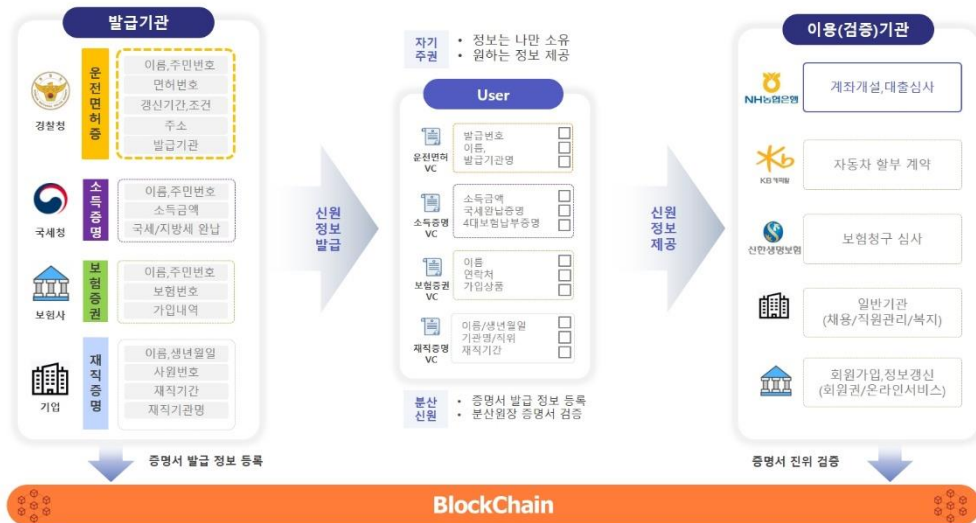 발급기관
경찰청
운전면허증
이름,주민번호
면허번호
갱신기간,조건
주소
발급기관
국세청
소득증명
이름,주민번호
소득금액
국세/지방세 완납
보험사
보험증권
이름,주민번호
보험번호
가입내역
기업
재직증명
이름,생년월일
사원번호
재직기간
재직기관명
증명서 발급 정보 등록
신원
정보
발급
자기
주권
• 정보는 나만 소유
• 원하는 정보 제공
User
운전면허
VC
발급번호
이름,
발급기관명
소득증명
VC
소득금액
국세완납증명
4대보험납부증명
보험증권
VC
이름
연락처
가입상품
재직증명
VC
이름/생년월일
기관명/직위
재직기간
분산
신원
• 증명서 발급 정보 등록
• 분산원장 증명서 검증
신원
정보
제공
이용(검증)기관
NH농협은행
계좌개설,대출심사
KB캐피탈
자동차 할부 계약
신한생명보험
보험청구 심사
일반기관
(채용/직원관리/복지)
회원가입,정보갱신
(회원권/온라인서비스)
증명서 진위 검증
BlockChain